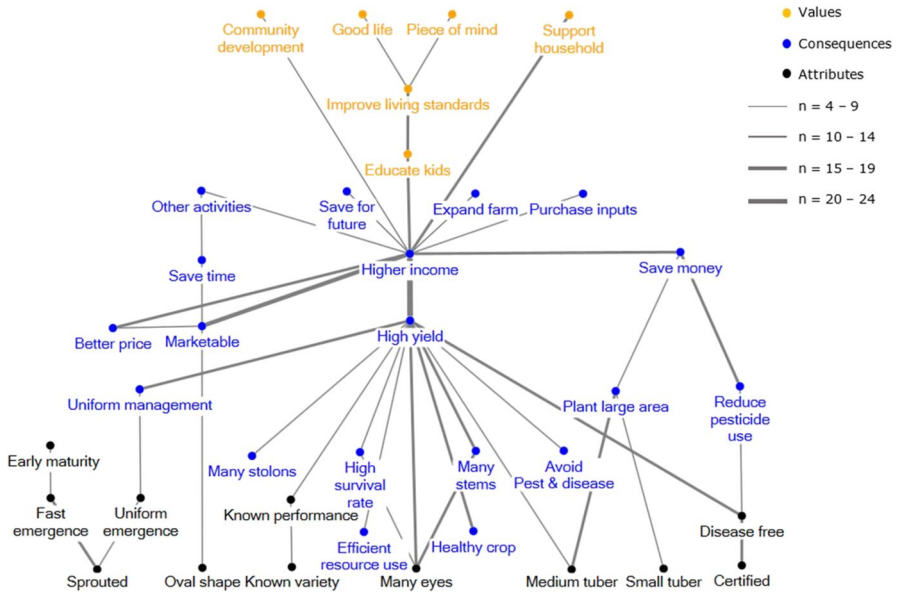 Community
development
Good life
Piece of mind
Support
household
Values
Consequences
Attributes
n = 4 – 9
n = 10 – 14
n = 15 – 19
n = 20 – 24
Improve living standards
Educate kids
Other activities
Save for
future
Expand farm
Purchase inputs
Save time
Higher income
Save money
Better price
Marketable
High yield
Uniform management
Plant large area
Reduce
pesticide
use
Early maturity
Many stolons
High
survival
rate
Many
stems
Avoid
Pest & disease
Fast
emergence
Uniform
emergence
Known performance
Efficient
resource use
Healthy crop
Disease free
Sprouted
Oval shape
Known variety
Many eyes
Medium tuber
Small tuber
Certified